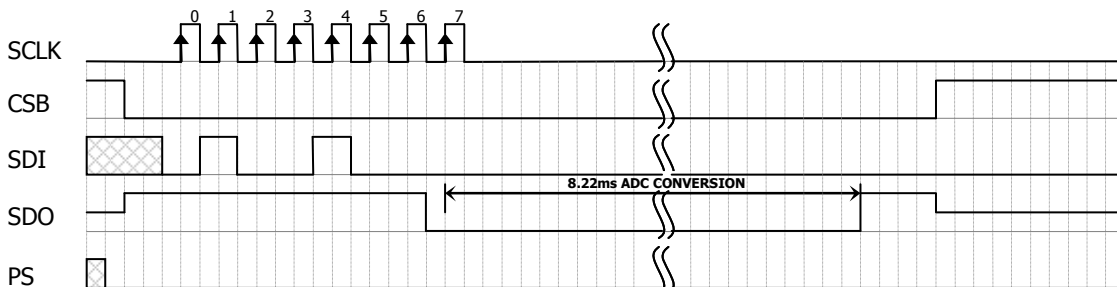 0 1 2 3 4 5 6 7
SCLK
CSB
SDI
8.22ms ADC CONVERSION
SDO
PS